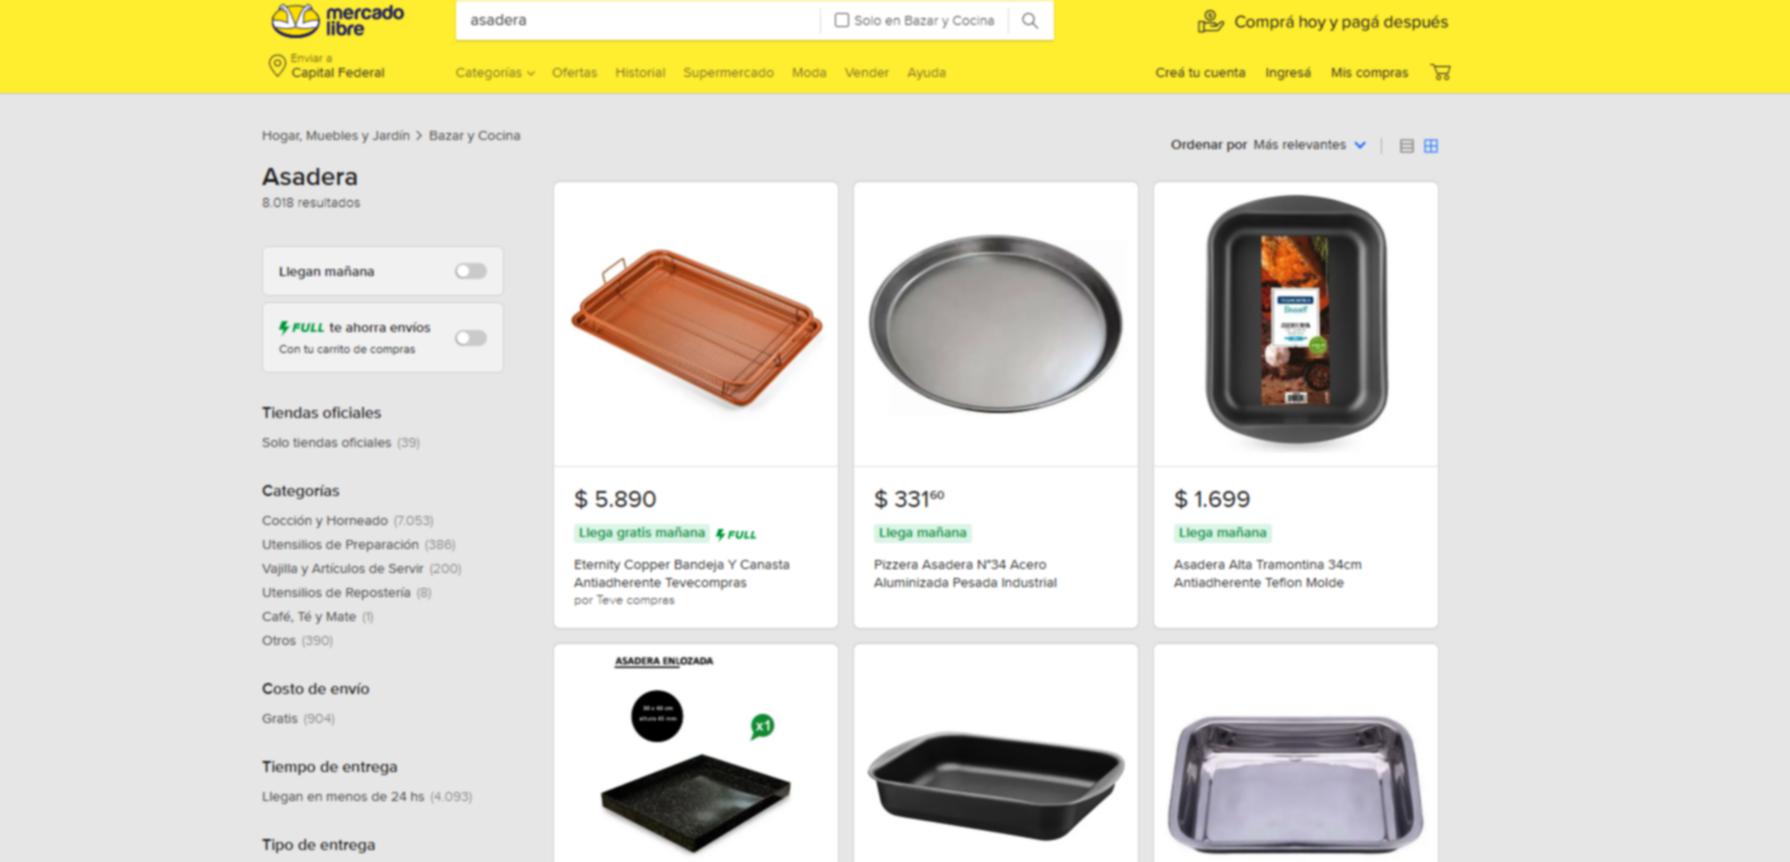 mercado
libre
asadera
Solo en Bazar y Cocina
Comprá hoy y pagá después
Enviar a
Capital Federal
Categorías
Ofertas
Historial
Supermercado
Moda
Vender
Ayuda
Creá tu cuenta
Ingresá
Mis compras
Hogar, Muebles y Jardín > Bazar y Cocina
Ordenar por Más relevantes
Asadera
8.018 resultados
Llegan mañana
FULL te ahorra envíos
Con tu carrito de compras
Tiendas oficiales
Solo tiendas oficiales (39)
Categorías
Cocción y Horneado (7.053)
Utensilios de Preparación (386)
Vajilla y Artículos de Servir (200)
Utensilios de Repostería (8)
Café, Té y Mate (1)
Otros (390)
Costo de envío
Gratis (904)
Tiempo de entrega
Llegan en menos de 24 hs (4.093)
Tipo de entrega
$ 5.890
Llega gratis mañana FULL
Eternity Copper Bandeja Y Canasta
Antiadherente Tevecompras
por Teve compras
$ 331⁶⁰
Llega mañana
Pizzera Asadera N°34 Acero
Aluminizada Pesada Industrial
TRAMONTINA
Brasil
$ 1.699
Llega mañana
Asadera Alta Tramontina 34cm
Antiadherente Teflon Molde
ASADERA ENLOZADA
x1